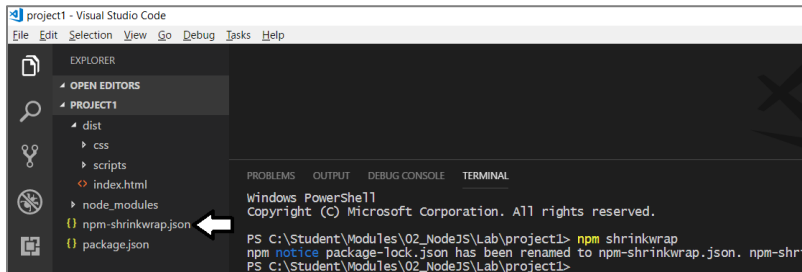 project1 - Visual Studio Code
File Edit Selection View Go Debug Tasks Help
EXPLORER
OPEN EDITORS
PROJECT1
dist
css
scripts
<> index.html
node_modules
{} npm-shrinkwrap.json
{} package.json
PROBLEMS OUTPUT DEBUG CONSOLE TERMINAL
Windows PowerShell
Copyright (C) Microsoft Corporation. All rights reserved.
PS C:\Student\Modules\02_NodeJS\Lab\project1> npm shrinkwrap
npm notice package-lock.json has been renamed to npm-shrinkwrap.json. npm-shri
PS C:\Student\Modules\02_NodeJS\Lab\project1>